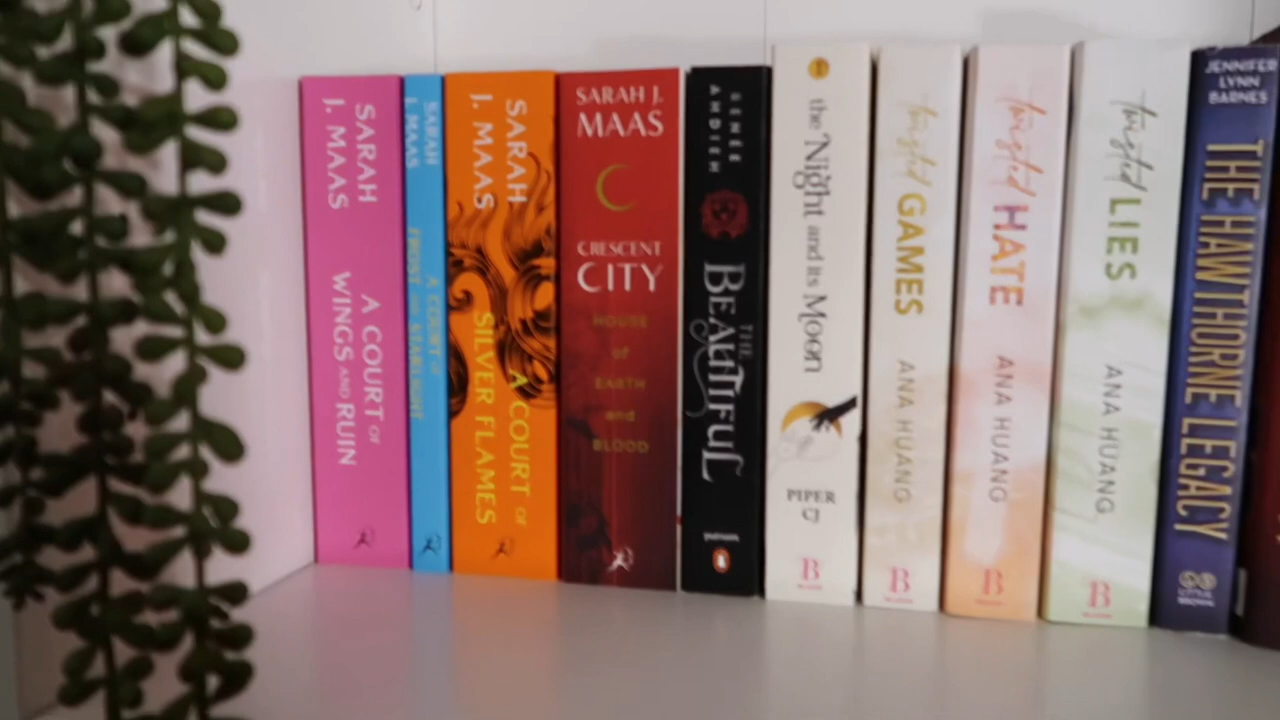 SARAH
J. MAAS
A COURT OF
WINGS AND RUIN
SARAH
J. MAAS
A COURT OF
FROST AND STARLIGHT
SARAH
J. MAAS
A COURT OF
SILVER FLAMES
SARAH J.
MAAS
CRESCENT
CITY
HOUSE
of
EARTH
and
BLOOD
RENÉE
AHDIEH
THE
BEAUTIFUL
the Night and its Moon
PIPER
CJ
B
twisted GAMES
ANA HUANG
B
twisted HATE
ANA HUANG
B
twisted LIES
ANA HUANG
B
JENNIFER
LYNN
BARNES
THE HAWTHORNE LEGACY
LITTLE
BROWN